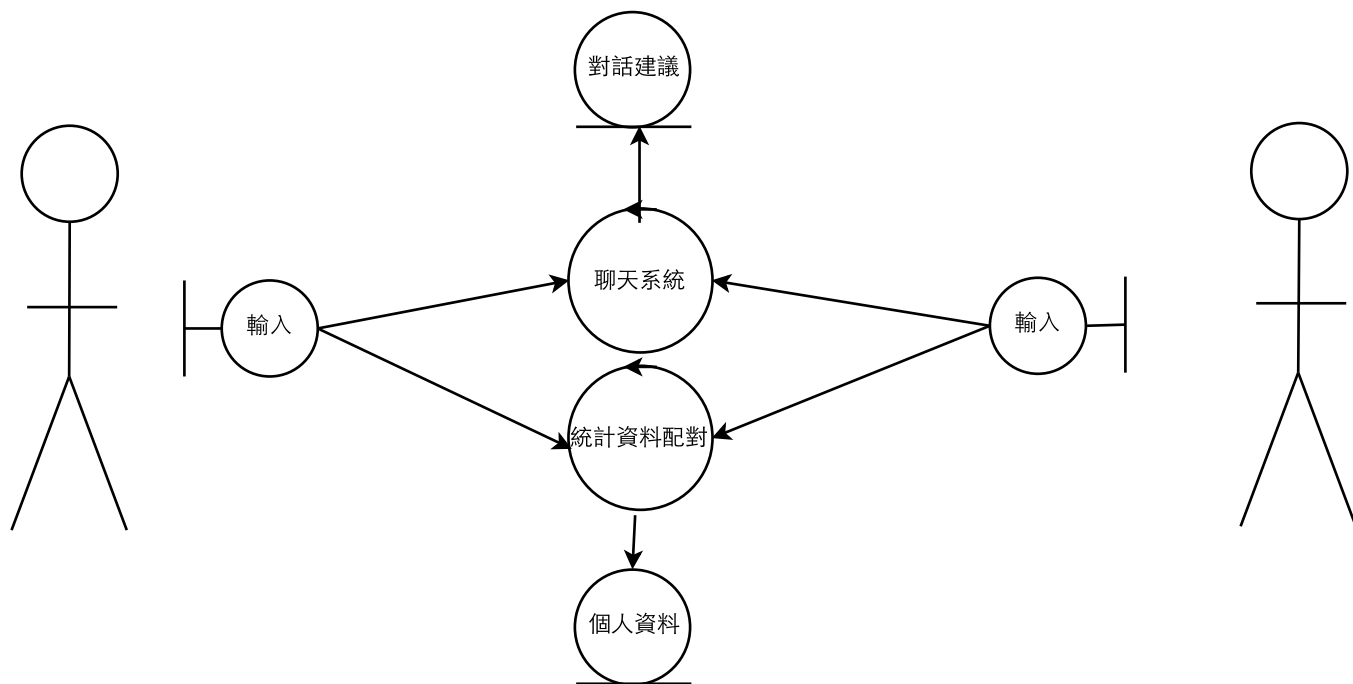 對話建議
聊天系統
輸入
輸入
統計資料配對
個人資料